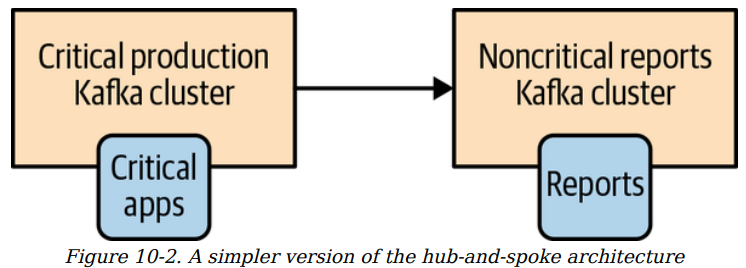 Critical production
Kafka cluster
Critical
apps
Noncritical reports
Kafka cluster
Reports
Figure 10-2. A simpler version of the hub-and-spoke architecture